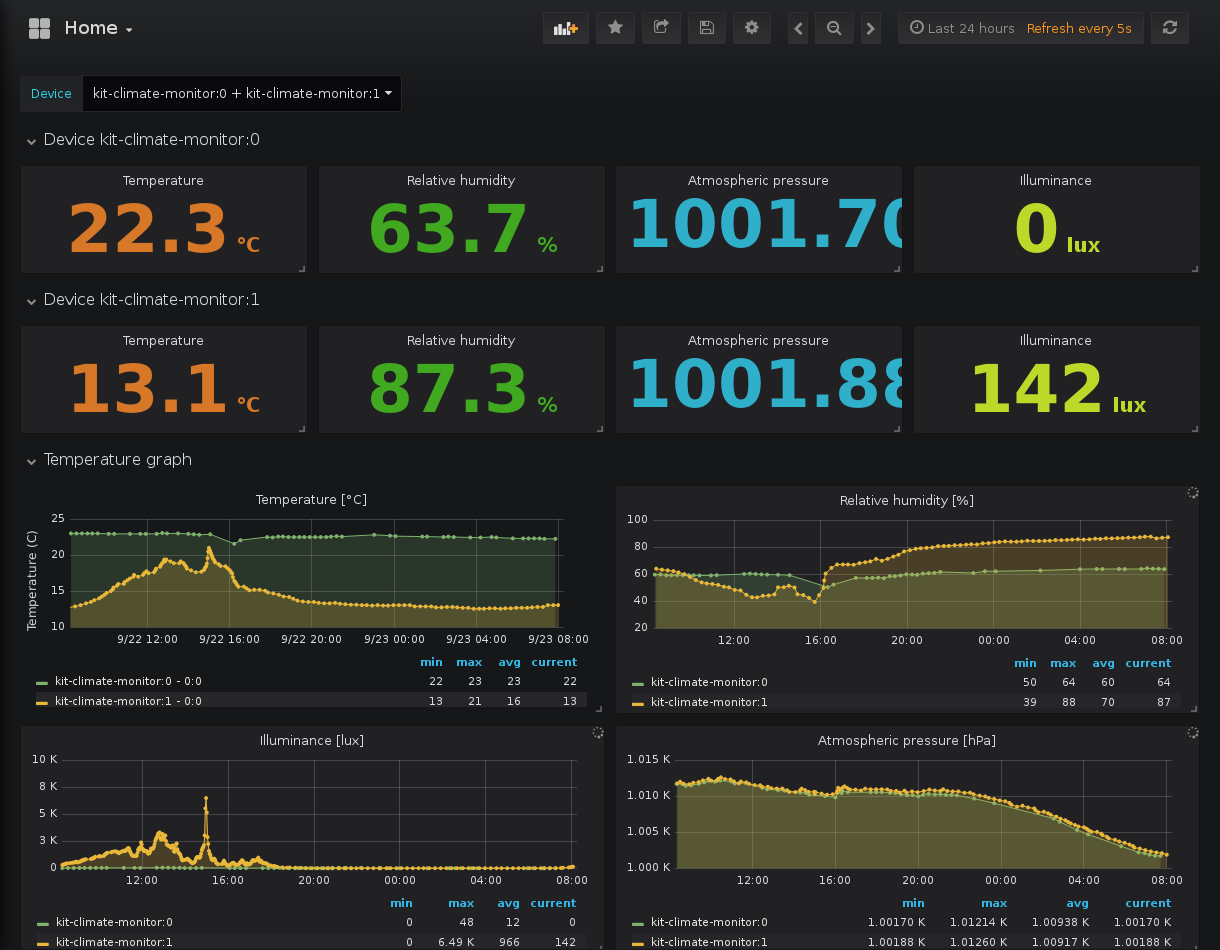 Home
Last 24 hours Refresh every 5s
Device kit-climate-monitor:0 + kit-climate-monitor:1
Device kit-climate-monitor:0
Temperature Relative humidity Atmospheric pressure Illuminance
22.3 °C 63.7 % 1001.70 0 lux
Device kit-climate-monitor:1
Temperature Relative humidity Atmospheric pressure Illuminance
13.1 °C 87.3 % 1001.88 142 lux
Temperature graph
Temperature [°C]
Temperature (C)
25
20
15
10
9/22 12:00 9/22 16:00 9/22 20:00 9/23 00:00 9/23 04:00 9/23 08:00
min max avg current
kit-climate-monitor:0 - 0:0 22 23 23 22
kit-climate-monitor:1 - 0:0 13 21 16 13
Relative humidity [%]
100
80
60
40
20
12:00 16:00 20:00 00:00 04:00 08:00
min max avg current
kit-climate-monitor:0 50 64 60 64
kit-climate-monitor:1 39 88 70 87
Illuminance [lux]
10 K
8 K
5 K
3 K
0
12:00 16:00 20:00 00:00 04:00 08:00
min max avg current
kit-climate-monitor:0 0 48 12 0
kit-climate-monitor:1 0 6.49 K 966 142
Atmospheric pressure [hPa]
1.015 K
1.010 K
1.005 K
1.000 K
12:00 16:00 20:00 00:00 04:00 08:00
min max avg current
kit-climate-monitor:0 1.00170 K 1.01214 K 1.00938 K 1.00170 K
kit-climate-monitor:1 1.00188 K 1.01260 K 1.00917 K 1.00188 K